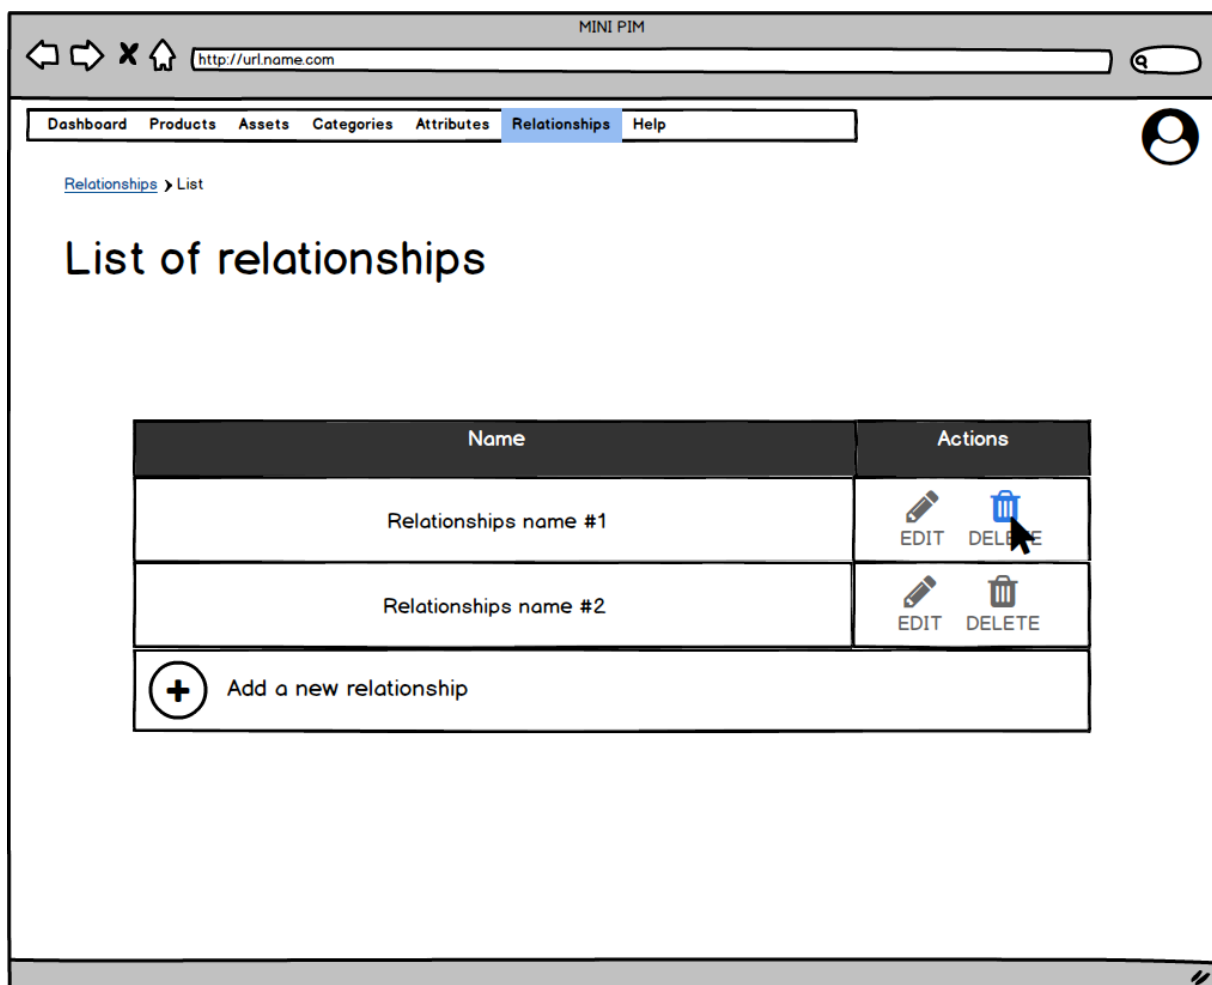 MINI PIM
http://url.name.com
Dashboard Products Assets Categories Attributes Relationships Help
Relationships > List
List of relationships
Name Actions
Relationships name #1
EDIT DELETE
Relationships name #2
EDIT DELETE
Add a new relationship